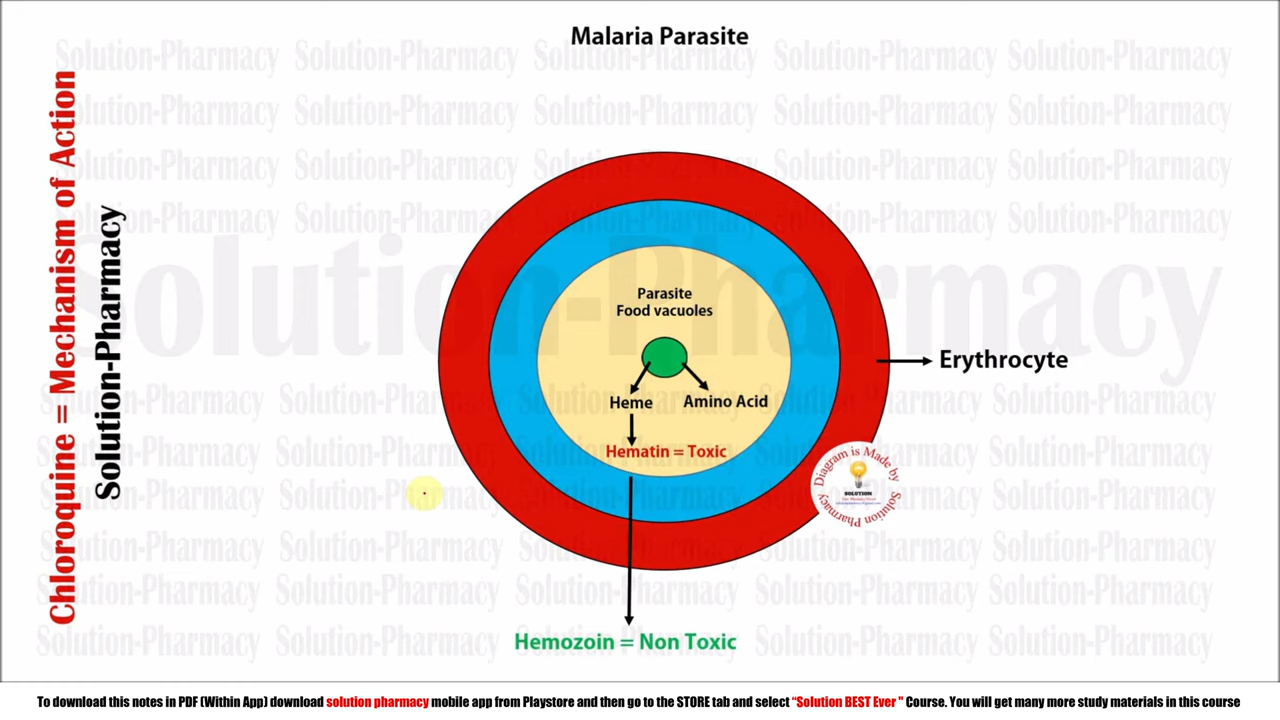 Malaria Parasite
Chloroquine = Mechanism of Action
Solution-Pharmacy
Parasite
Food vacuoles
Heme
Amino Acid
Hematin = Toxic
Erythrocyte
Diagram is Made by
SOLUTION
Solution Pharmacy
Hemozoin = Non Toxic
Solution-Pharmacy
To download this notes in PDF (Within App) download solution pharmacy mobile app from Playstore and then go to the STORE tab and select “Solution BEST Ever " Course. You will get many more study materials in this course